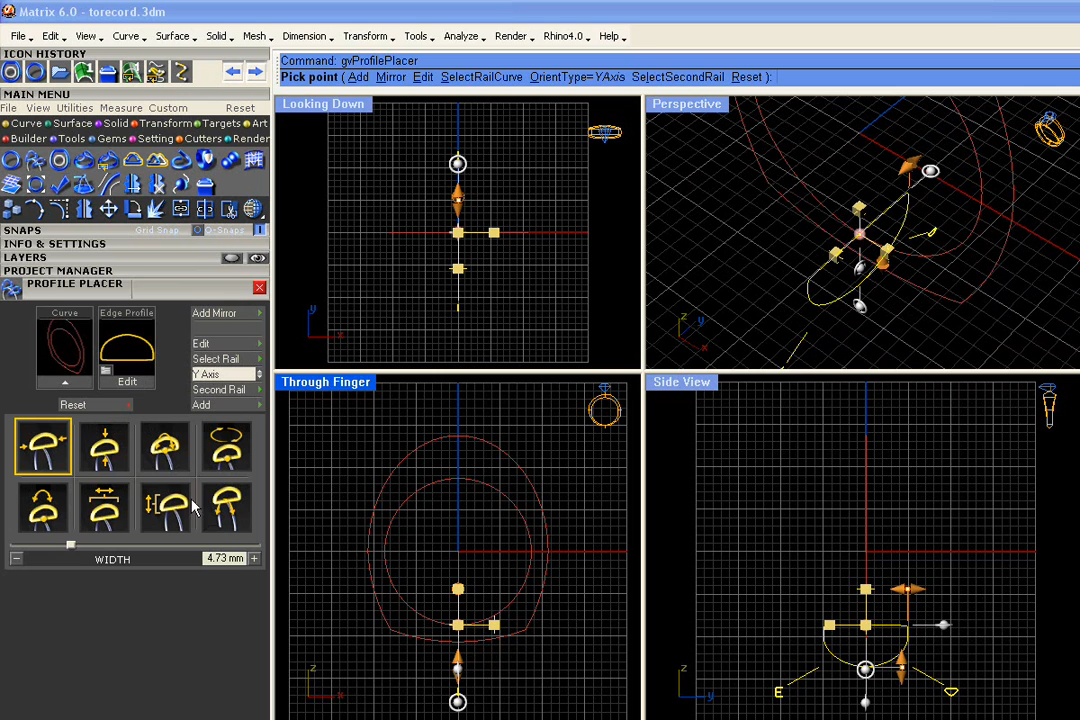 Matrix 6.0 - torecord.3dm
File Edit View Curve Surface Solid Mesh Dimension Transform Tools Analyze Render Rhino4.0 Help
ICON HISTORY
Command: gvProfilePlacer
Pick point ( Add Mirror Edit SelectRailCurve OrientType=YAxis SelectSecondRail Reset ):
MAIN MENU
File View Utilities Measure Custom Reset
Curve Surface Solid Transform Targets Art
Builder Tools Gems Setting Cutters Render
SNAPS Grid Snap O-Snaps
INFO & SETTINGS
LAYERS
PROJECT MANAGER
PROFILE PLACER
Curve
Edge Profile
Edit
Reset
Add Mirror
Edit
Select Rail
Y Axis
Second Rail
Add
WIDTH
4.73 mm
Looking Down
y
x
Perspective
z
y
x
Through Finger
z
x
Side View
z
y